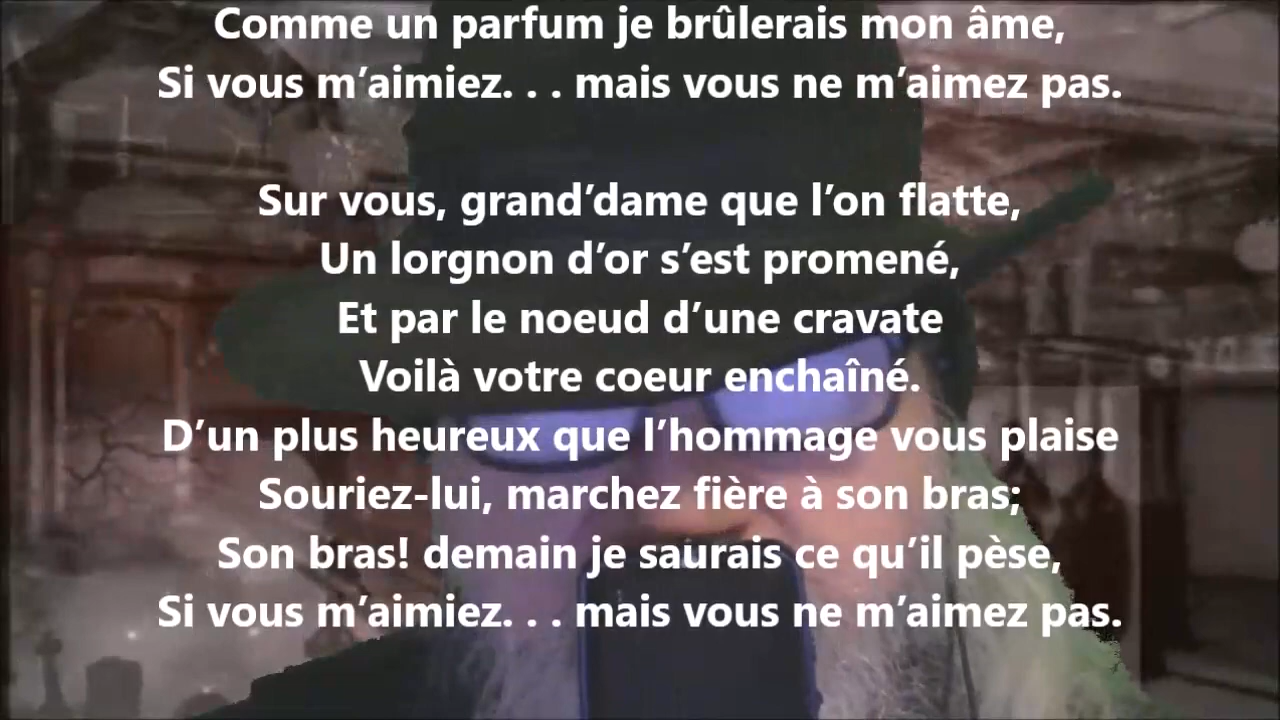 Comme un parfum je brûlerais mon âme,
Si vous m’aimiez. . . mais vous ne m’aimez pas.
Sur vous, grand’dame que l’on flatte,
Un lorgnon d’or s’est promené,
Et par le noeud d’une cravate
Voilà votre coeur enchaîné.
D’un plus heureux que l’hommage vous plaise
Souriez-lui, marchez fière à son bras;
Son bras! demain je saurais ce qu’il pèse,
Si vous m’aimiez. . . mais vous ne m’aimez pas.